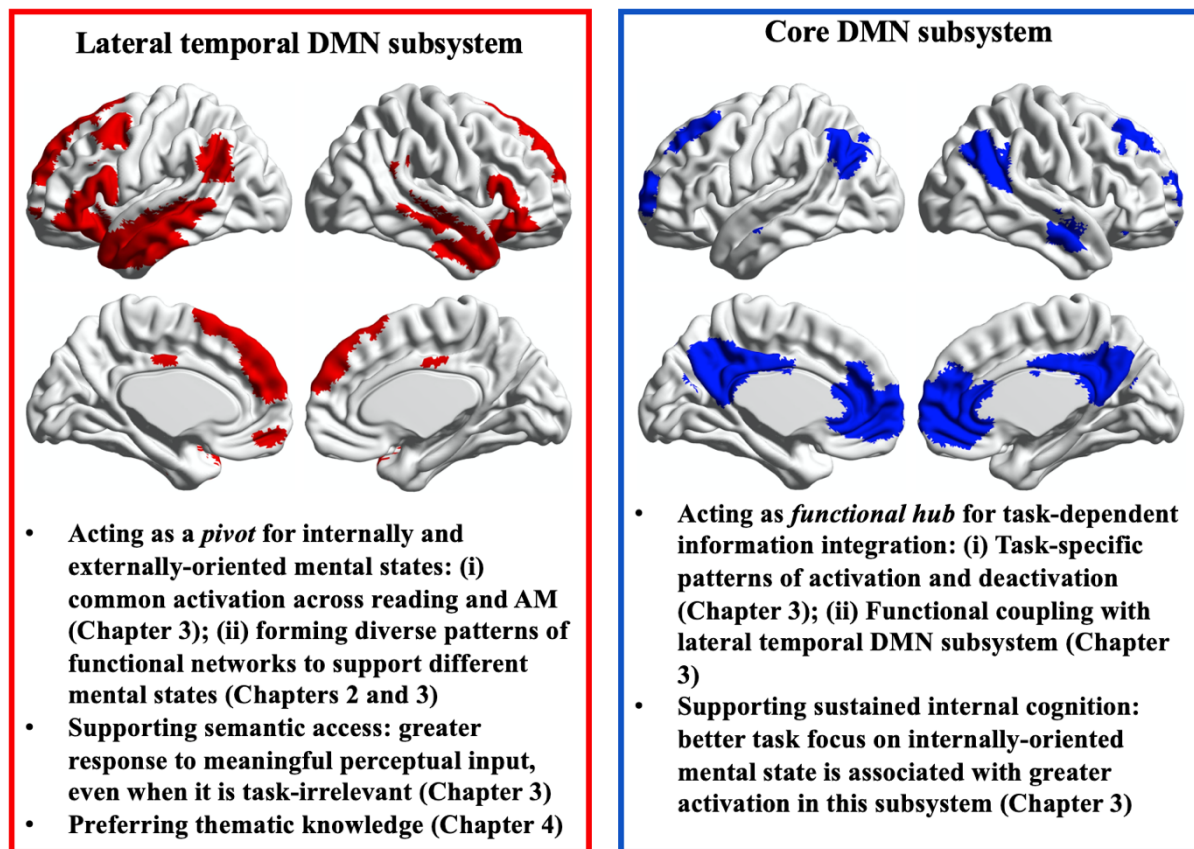 Lateral temporal DMN subsystem
• Acting as a pivot for internally and
externally-oriented mental states: (i)
common activation across reading and AM
(Chapter 3); (ii) forming diverse patterns of
functional networks to support different
mental states (Chapters 2 and 3)
• Supporting semantic access: greater
response to meaningful perceptual input,
even when it is task-irrelevant (Chapter 3)
• Preferring thematic knowledge (Chapter 4)
Core DMN subsystem
• Acting as functional hub for task-dependent
information integration: (i) Task-specific
patterns of activation and deactivation
(Chapter 3); (ii) Functional coupling with
lateral temporal DMN subsystem (Chapter
3)
• Supporting sustained internal cognition:
better task focus on internally-oriented
mental state is associated with greater
activation in this subsystem (Chapter 3)